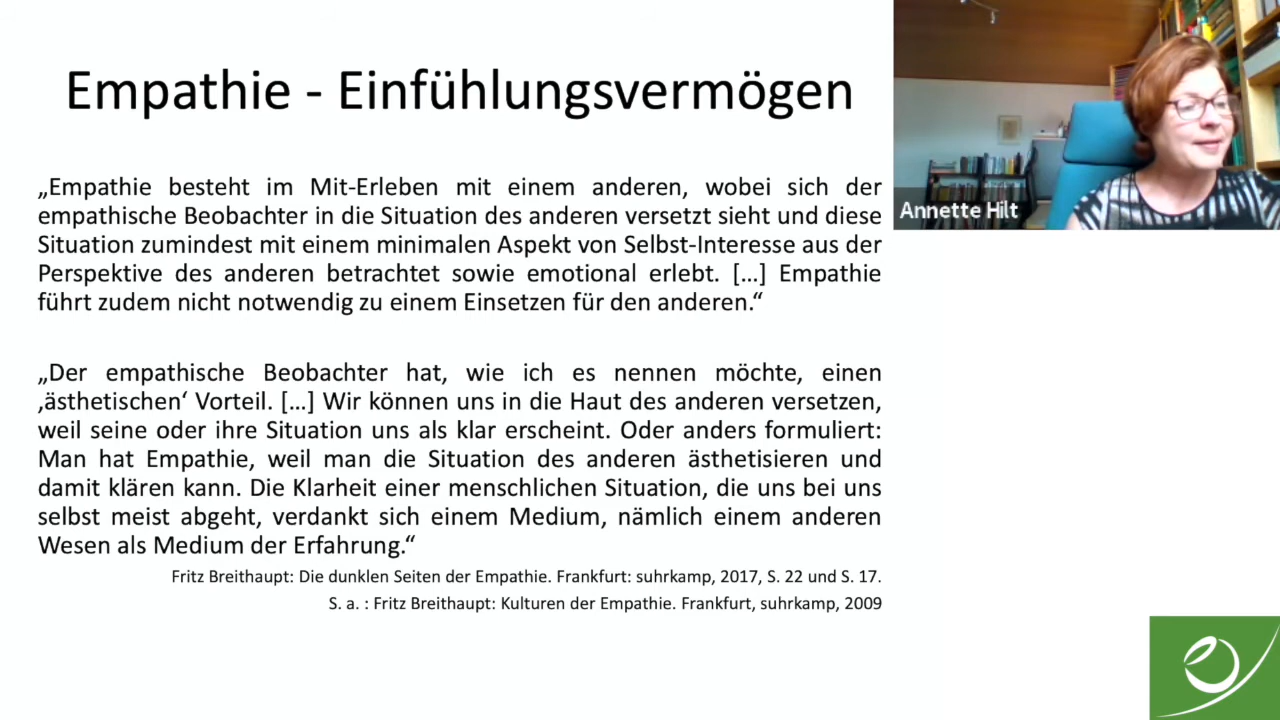 Empathie - Einfühlungsvermögen
„Empathie besteht im Mit-Erleben mit einem anderen, wobei sich der
empathische Beobachter in die Situation des anderen versetzt sieht und diese
Situation zumindest mit einem minimalen Aspekt von Selbst-Interesse aus der
Perspektive des anderen betrachtet sowie emotional erlebt. […] Empathie
führt zudem nicht notwendig zu einem Einsetzen für den anderen.“
„Der empathische Beobachter hat, wie ich es nennen möchte, einen
‚ästhetischen‘ Vorteil. […] Wir können uns in die Haut des anderen versetzen,
weil seine oder ihre Situation uns als klar erscheint. Oder anders formuliert:
Man hat Empathie, weil man die Situation des anderen ästhetisieren und
damit klären kann. Die Klarheit einer menschlichen Situation, die uns bei uns
selbst meist abgeht, verdankt sich einem Medium, nämlich einem anderen
Wesen als Medium der Erfahrung.“
Fritz Breithaupt: Die dunklen Seiten der Empathie. Frankfurt: suhrkamp, 2017, S. 22 und S. 17.
S. a. : Fritz Breithaupt: Kulturen der Empathie. Frankfurt, suhrkamp, 2009
Annette Hilt